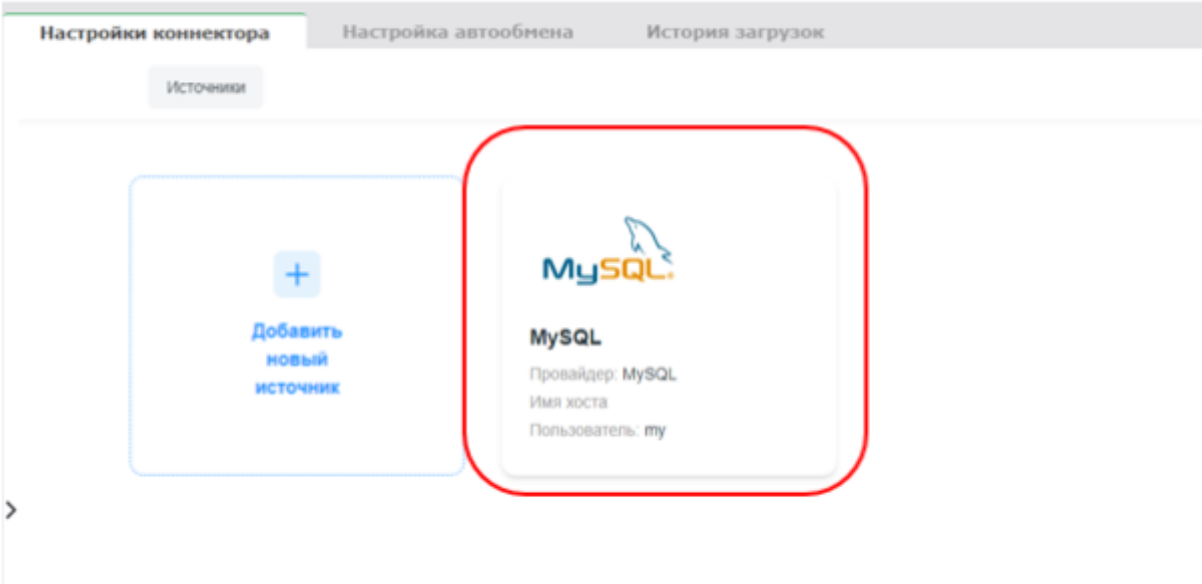 Настройки коннектора
Настройка автообмена
История загрузок
Источники
Добавить
новый
источник
MySQL
MySQL
Провайдер: MySQL
Имя хоста
Пользователь: my